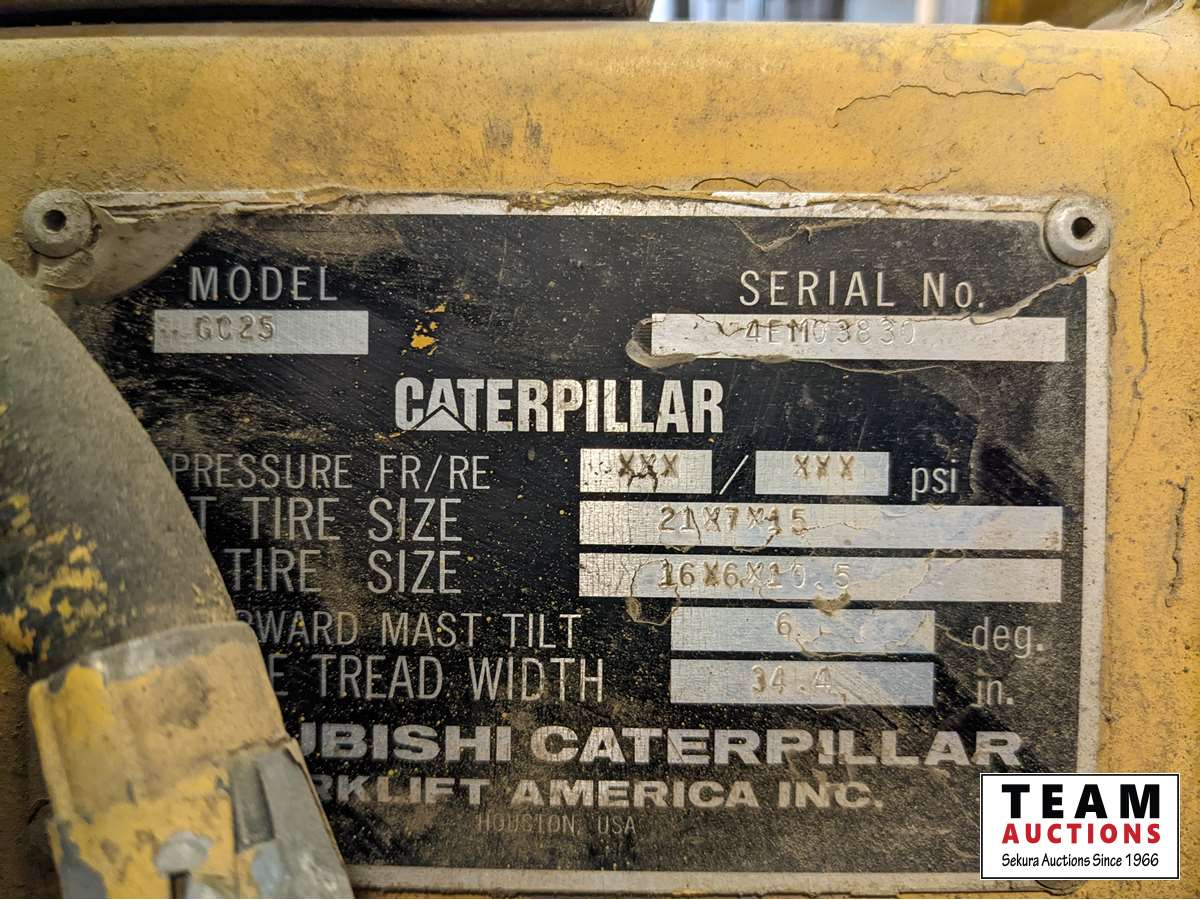 MODEL SERIAL No.
GC25 4EM03830
CATERPILLAR
PRESSURE FR/RE XXX / XXX psi
T TIRE SIZE 21X7X15
TIRE SIZE 16X6X10.5
RWARD MAST TILT 6 deg.
E TREAD WIDTH 34.4 in.
UBISHI CATERPILLAR
RKLIFT AMERICA INC.
HOUSTON, USA
TEAM
AUCTIONS
Sekura Auctions Since 1966